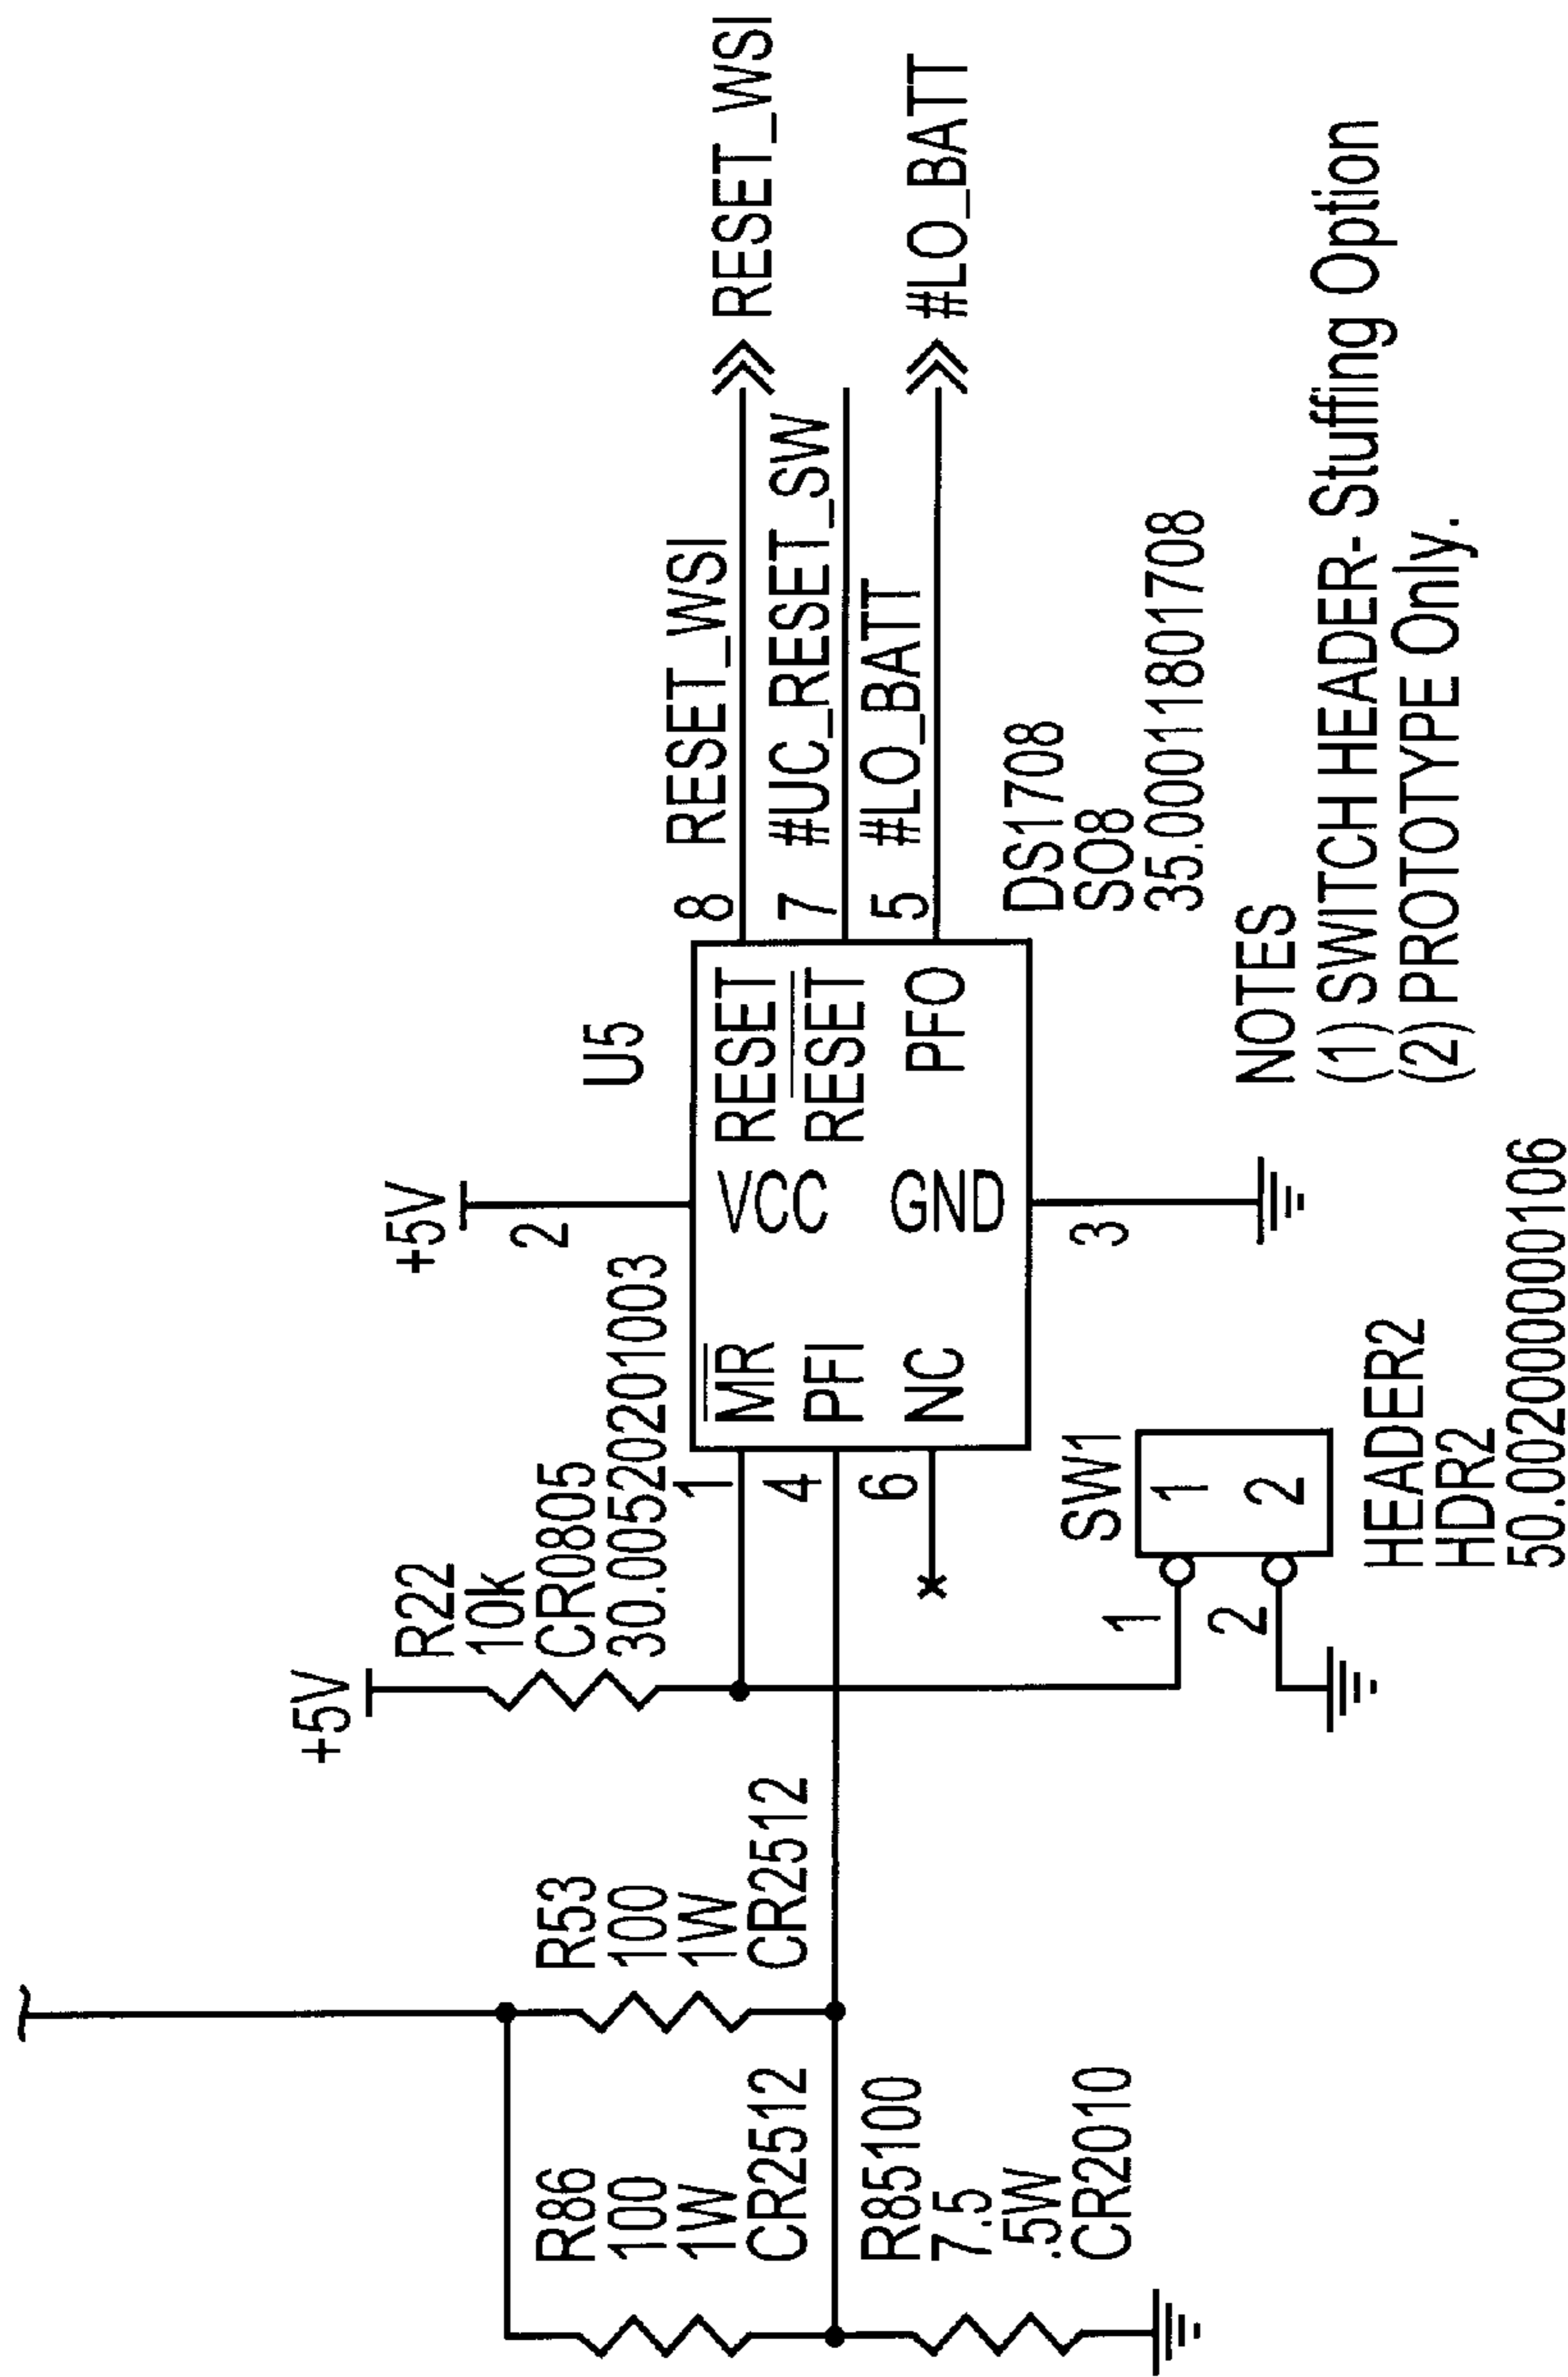 +5V
R22
10k
CR0805
30.0052020201003
+5V
2
U5
R86
100
1W
CR2512
R53
100
1W
CR2512
1
4
6
MR
PFI
NC
VCC
GND
RESET
RESET
PFO
8
7
5
RESET_WSI
#UC_RESET_SW
#LO_BATT
RESET_WSI
#LO_BATT
R85100
7.5
.5W
CR2010
3
DS1708
SO8
35.00011801708
SW1
1
2
1
2
HEADER2
HDR2
50.0020000000106
NOTES
(1) SWITCH HEADER- Stuffing Option
(2) PROTOTYPE Only.